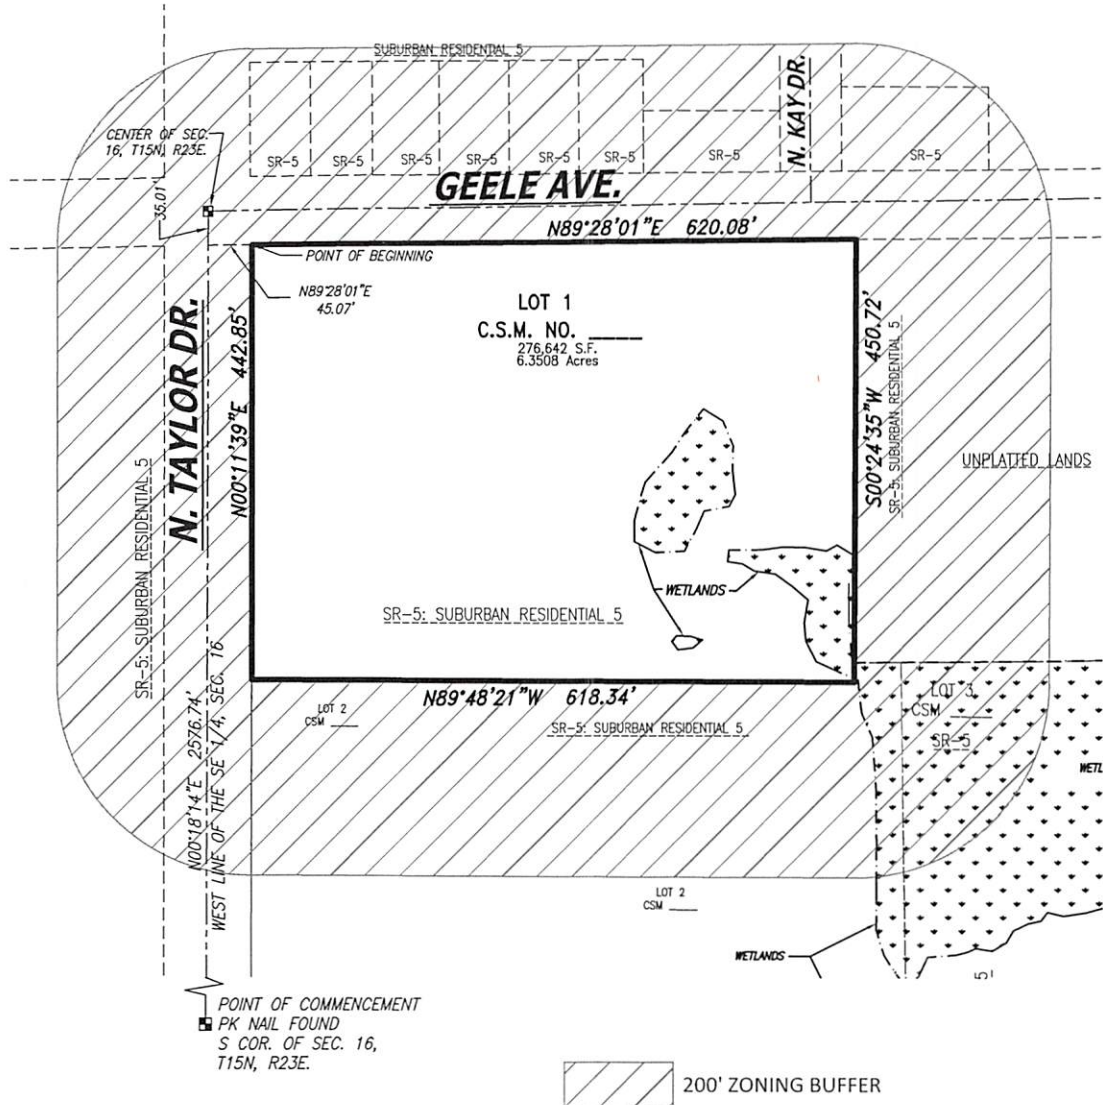 SUBURBAN RESIDENTIAL 5
N. KAY DR.
CENTER OF SEC.
16, T15N, R23E.
SR-5
SR-5
SR-5
SR-5
SR-5
SR-5
SR-5
SR-5
GEELE AVE.
35.01'
N89°28'01"E 620.08'
POINT OF BEGINNING
N89°28'01"E
45.07'
LOT 1
C.S.M. NO. ______
276,642 S.F.
6.3508 Acres
N. TAYLOR DR.
N00°11'39"E 442.85'
S00°24'35"W 450.72'
SR-5: SUBURBAN RESIDENTIAL 5
UNPLATTED LANDS
SR-5: SUBURBAN RESIDENTIAL 5
WETLANDS
SR-5: SUBURBAN RESIDENTIAL 5
N89°48'21"W 618.34'
LOT 2
CSM ____
SR-5: SUBURBAN RESIDENTIAL 5
LOT 3
CSM ____
SR-5
WETL
N00°18'14"E 2576.74'
WEST LINE OF THE SE 1/4, SEC. 16
LOT 2
CSM ____
WETLANDS
5
POINT OF COMMENCEMENT
PK NAIL FOUND
S COR. OF SEC. 16,
T15N, R23E.
200' ZONING BUFFER